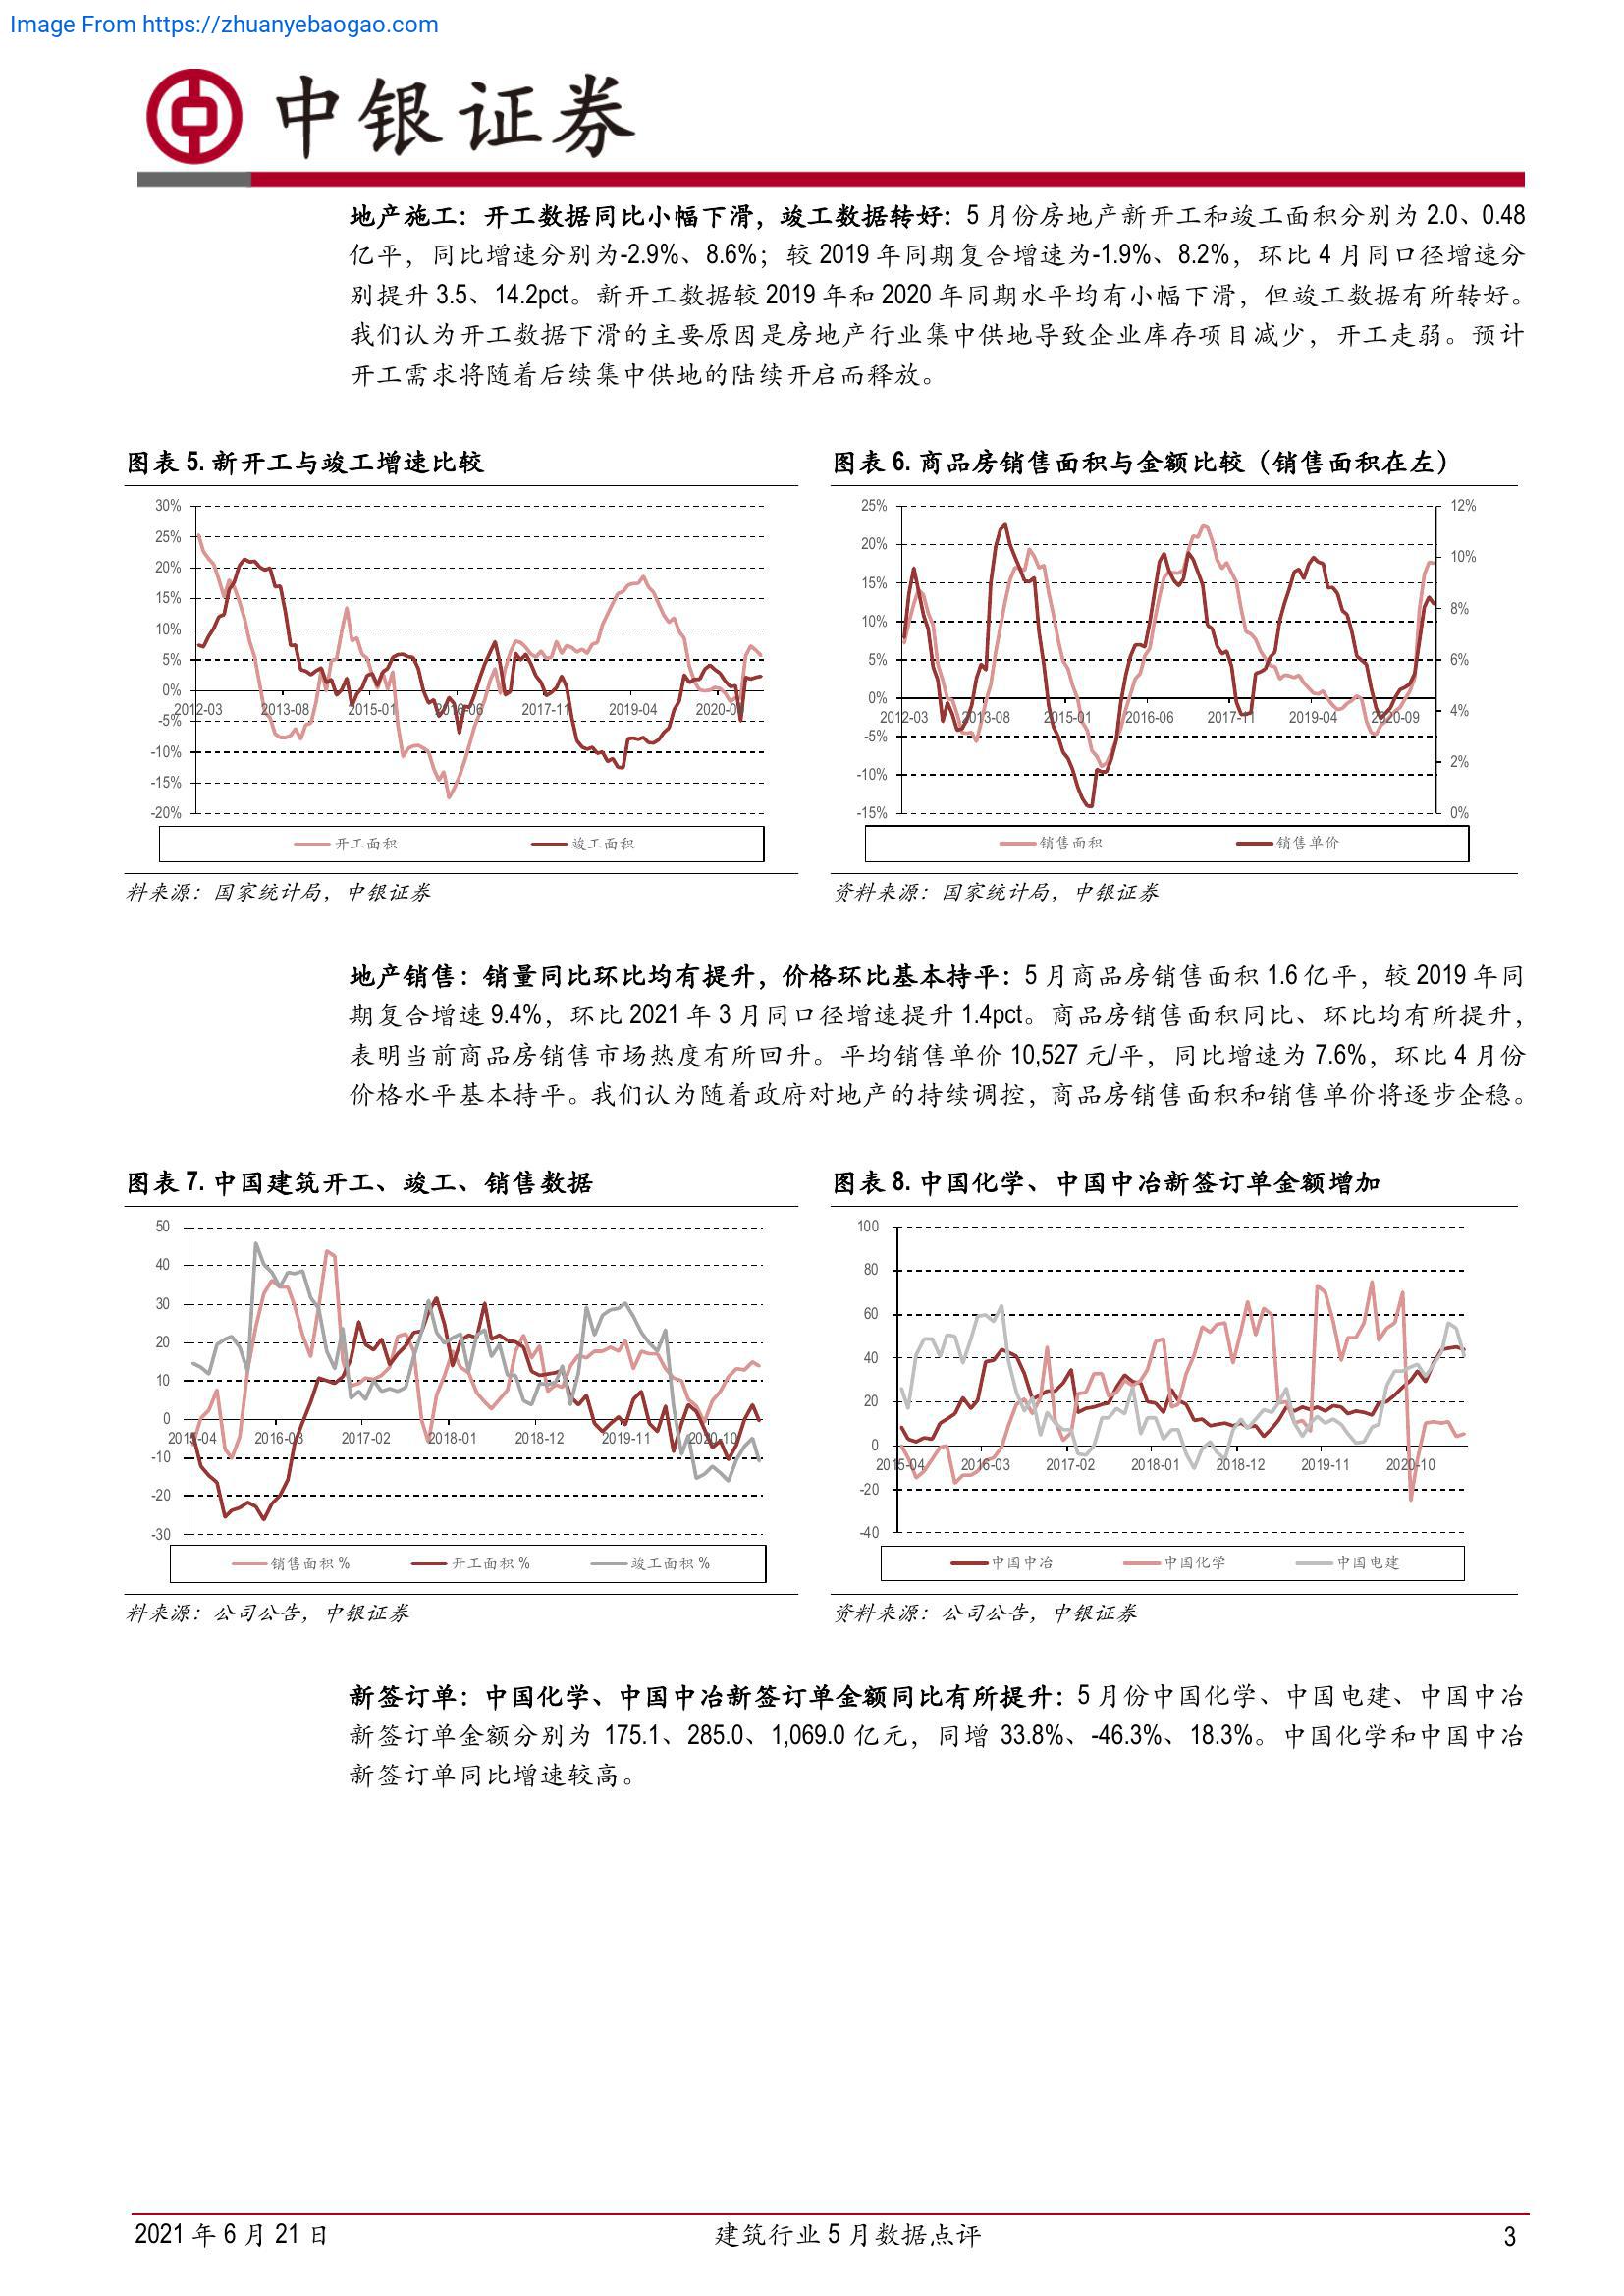 Image From https://zhuanyebaogao.com
中银证券
地产施工：开工数据同比小幅下滑，竣工数据转好：5 月份房地产新开工和竣工面积分别为 2.0、0.48
亿平，同比增速分别为-2.9%、8.6%；较 2019 年同期复合增速为-1.9%、8.2%，环比 4 月同口径增速分
别提升 3.5、14.2pct。新开工数据较 2019 年和 2020 年同期水平均有小幅下滑，但竣工数据有所转好。
我们认为开工数据下滑的主要原因是房地产行业集中供地导致企业库存项目减少，开工走弱。预计
开工需求将随着后续集中供地的陆续开启而释放。
图表 5. 新开工与竣工增速比较
30%
25%
20%
15%
10%
5%
0%
-5%
-10%
-15%
-20%
2012-03 2013-08 2015-01 2016-06 2017-11 2019-04 2020-0
开工面积 竣工面积
料来源：国家统计局，中银证券
图表 6. 商品房销售面积与金额比较（销售面积在左）
25%
20%
15%
10%
5%
0%
-5%
-10%
-15%
12%
10%
8%
6%
4%
2%
0%
2012-03 2013-08 2015-01 2016-06 2017-11 2019-04 2020-09
销售面积 销售单价
资料来源：国家统计局，中银证券
地产销售：销量同比环比均有提升，价格环比基本持平：5 月商品房销售面积 1.6 亿平，较 2019 年同
期复合增速 9.4%，环比 2021 年 3 月同口径增速提升 1.4pct。商品房销售面积同比、环比均有所提升，
表明当前商品房销售市场热度有所回升。平均销售单价 10,527 元/平，同比增速为 7.6%，环比 4 月份
价格水平基本持平。我们认为随着政府对地产的持续调控，商品房销售面积和销售单价将逐步企稳。
图表 7. 中国建筑开工、竣工、销售数据
50
40
30
20
10
0
-10
-20
-30
2015-04 2016-03 2017-02 2018-01 2018-12 2019-11 2020-10
销售面积 % 开工面积 % 竣工面积 %
料来源：公司公告，中银证券
图表 8. 中国化学、中国中冶新签订单金额增加
100
80
60
40
20
0
-20
-40
2015-04 2016-03 2017-02 2018-01 2018-12 2019-11 2020-10
中国中冶 中国化学 中国电建
资料来源：公司公告，中银证券
新签订单：中国化学、中国中冶新签订单金额同比有所提升：5 月份中国化学、中国电建、中国中冶
新签订单金额分别为 175.1、285.0、1,069.0 亿元，同增 33.8%、-46.3%、18.3%。中国化学和中国中冶
新签订单同比增速较高。
2021 年 6 月 21 日 建筑行业 5 月数据点评 3